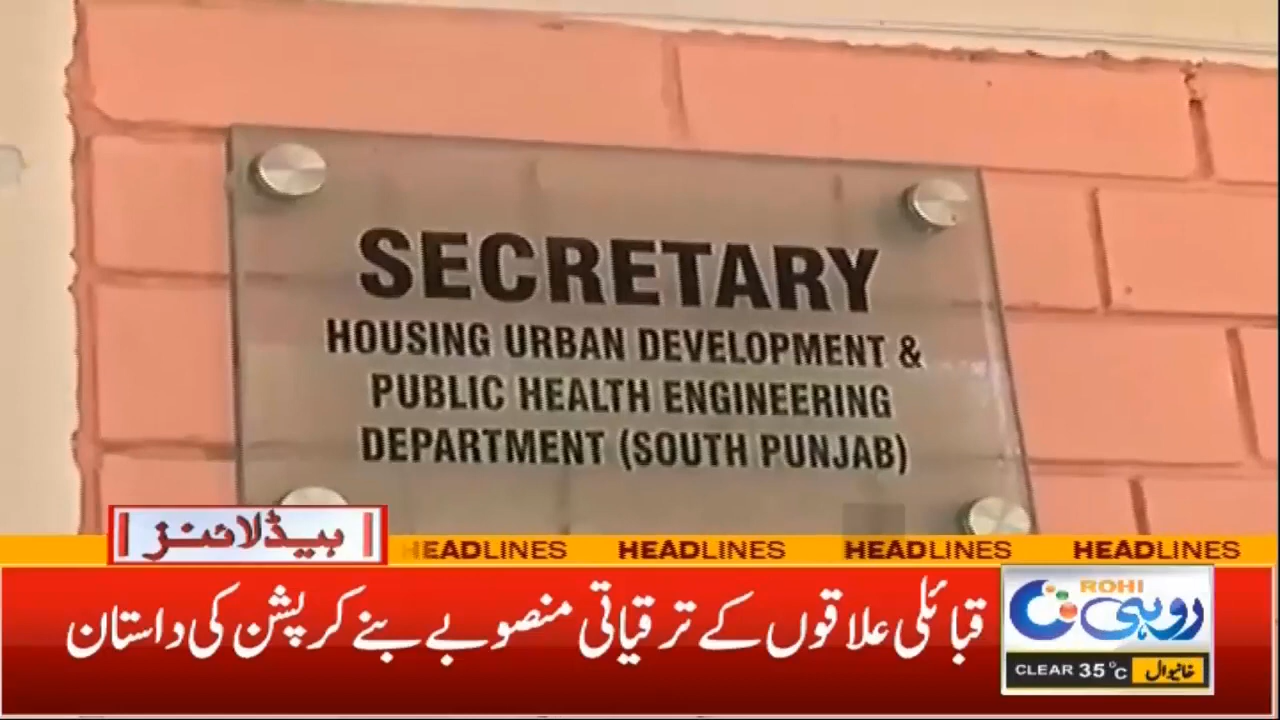 SECRETARY
HOUSING URBAN DEVELOPMENT &
PUBLIC HEALTH ENGINEERING
DEPARTMENT (SOUTH PUNJAB)
ہیڈلائنز
HEADLINES HEADLINES HEADLINES HEADLINES
قبائلی علاقوں کے ترقیاتی منصوبے بنے کرپشن کی داستان
ROHI
روہی
CLEAR 35°C خانیوال